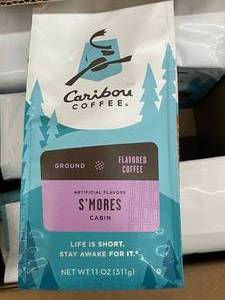 Caribou
COFFEE®
GROUND
FLAVORED
COFFEE
ARTIFICIAL FLAVORS
S'MORES
CABIN
LIFE IS SHORT.
STAY AWAKE FOR IT.®
NET WT 11 OZ (311g)